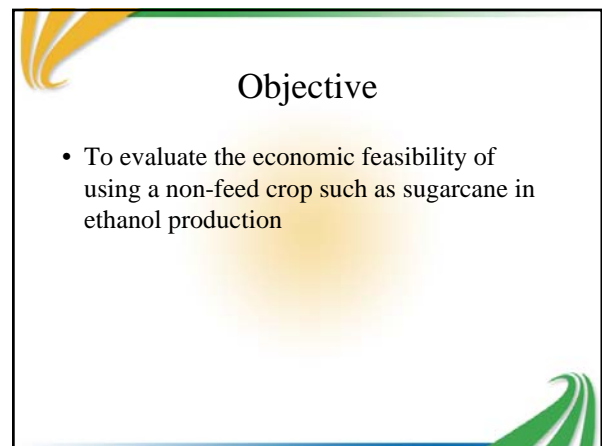 Objective
• To evaluate the economic feasibility of
using a non-feed crop such as sugarcane in
ethanol production